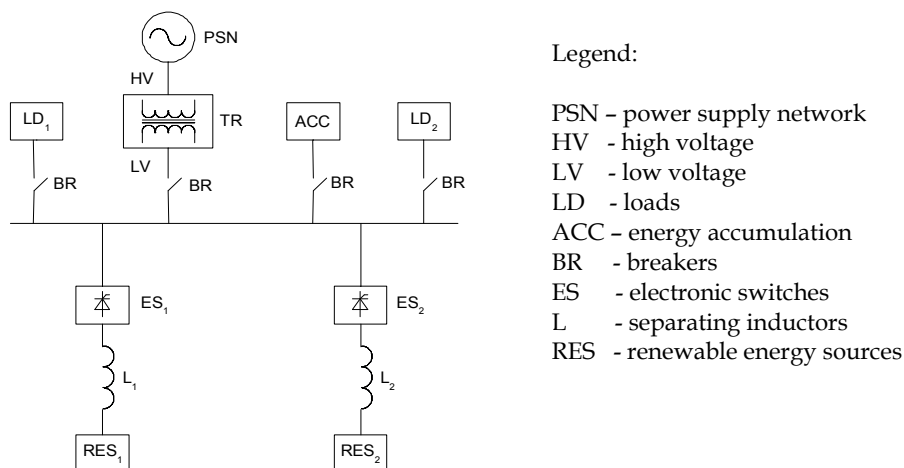 PSN
HV
LD1
TR
ACC
LD2
LV
BR
BR
BR
BR
ES1
ES2
L1
L2
RES1
RES2
Legend:
PSN – power supply network
HV - high voltage
LV - low voltage
LD - loads
ACC – energy accumulation
BR - breakers
ES - electronic switches
L - separating inductors
RES - renewable energy sources